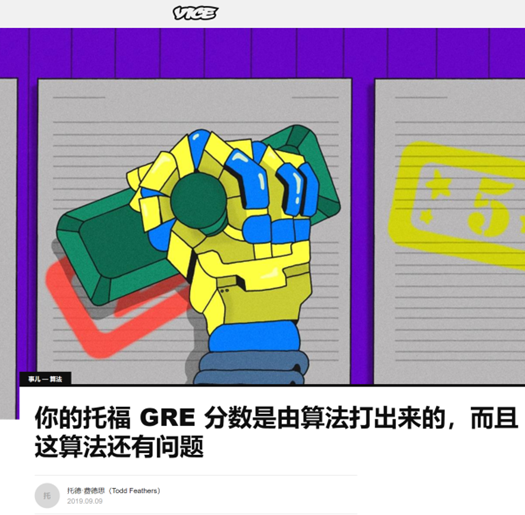 VICE
5
事儿 — 算法
你的托福 GRE 分数是由算法打出来的，而且
这算法还有问题
托
托德·费德思（Todd Feathers）
2019.09.09